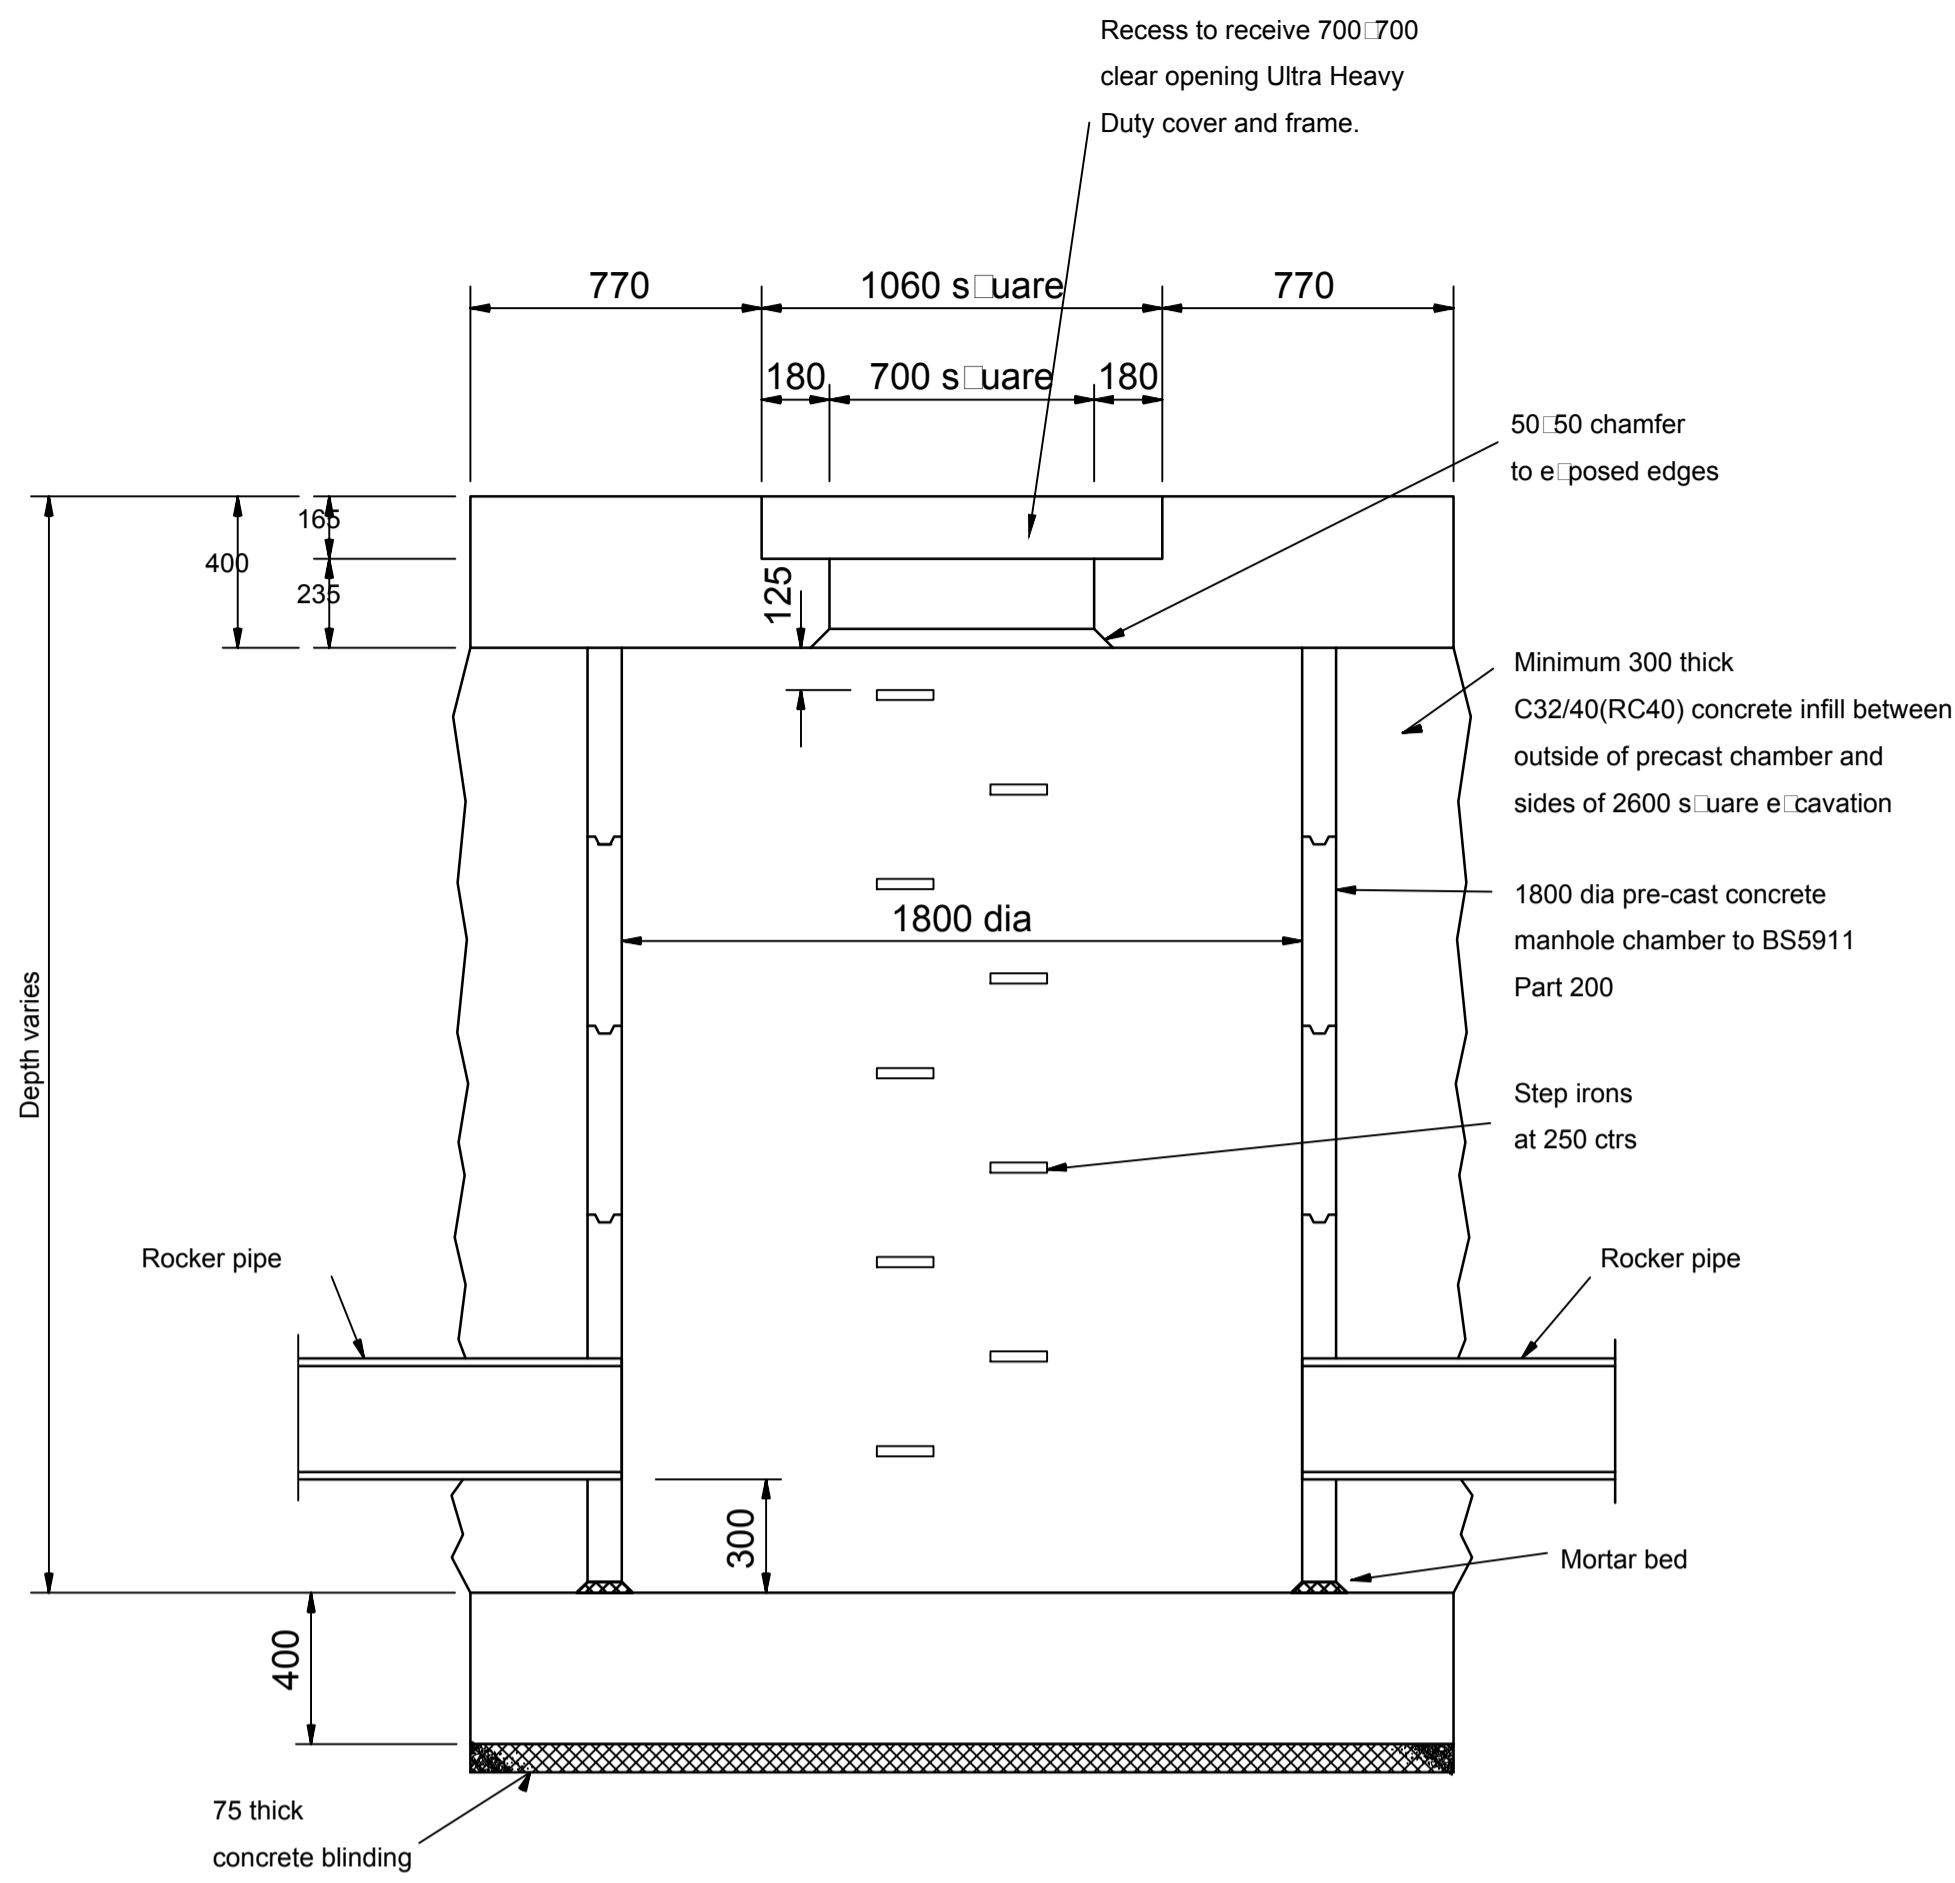 Recess to receive 700□700
clear opening Ultra Heavy
Duty cover and frame.
770
1060 s□uare
770
180
700 s□uare
180
50□50 chamfer
to e□posed edges
165
400
235
125
Minimum 300 thick
C32/40(RC40) concrete infill between
outside of precast chamber and
sides of 2600 s□uare e□cavation
1800 dia
1800 dia pre-cast concrete
manhole chamber to BS5911
Part 200
Depth varies
Step irons
at 250 ctrs
Rocker pipe
Rocker pipe
300
Mortar bed
400
75 thick
concrete blinding